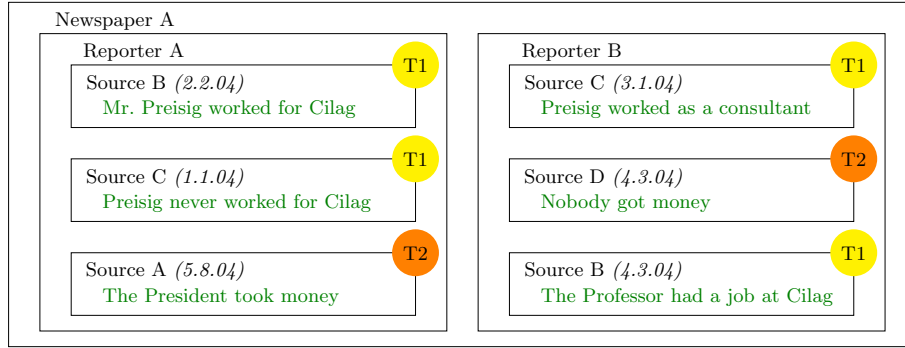 Newspaper A
Reporter A
T1
Source B (2.2.04)
Mr. Preisig worked for Cilag
T1
Source C (1.1.04)
Preisig never worked for Cilag
T2
Source A (5.8.04)
The President took money
Reporter B
T1
Source C (3.1.04)
Preisig worked as a consultant
T2
Source D (4.3.04)
Nobody got money
T1
Source B (4.3.04)
The Professor had a job at Cilag